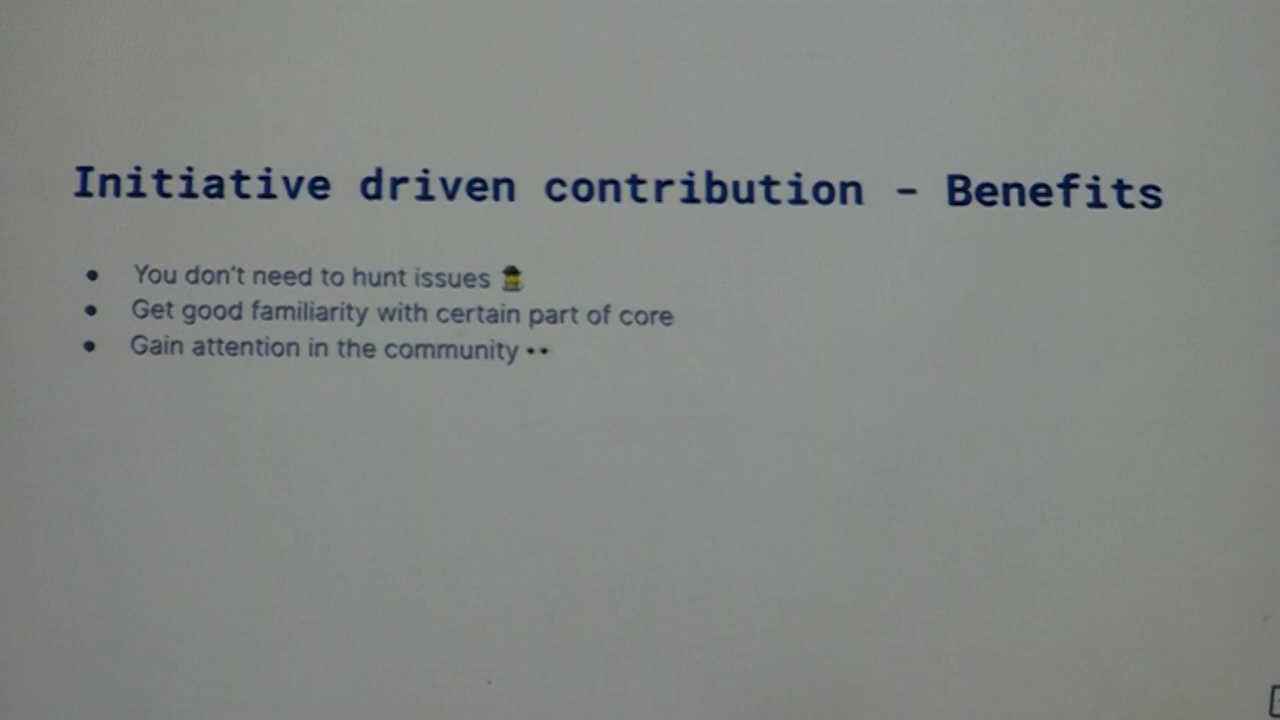 Initiative driven contribution - Benefits
• You don't need to hunt issues 🕵️
• Get good familiarity with certain part of core
• Gain attention in the community 👀